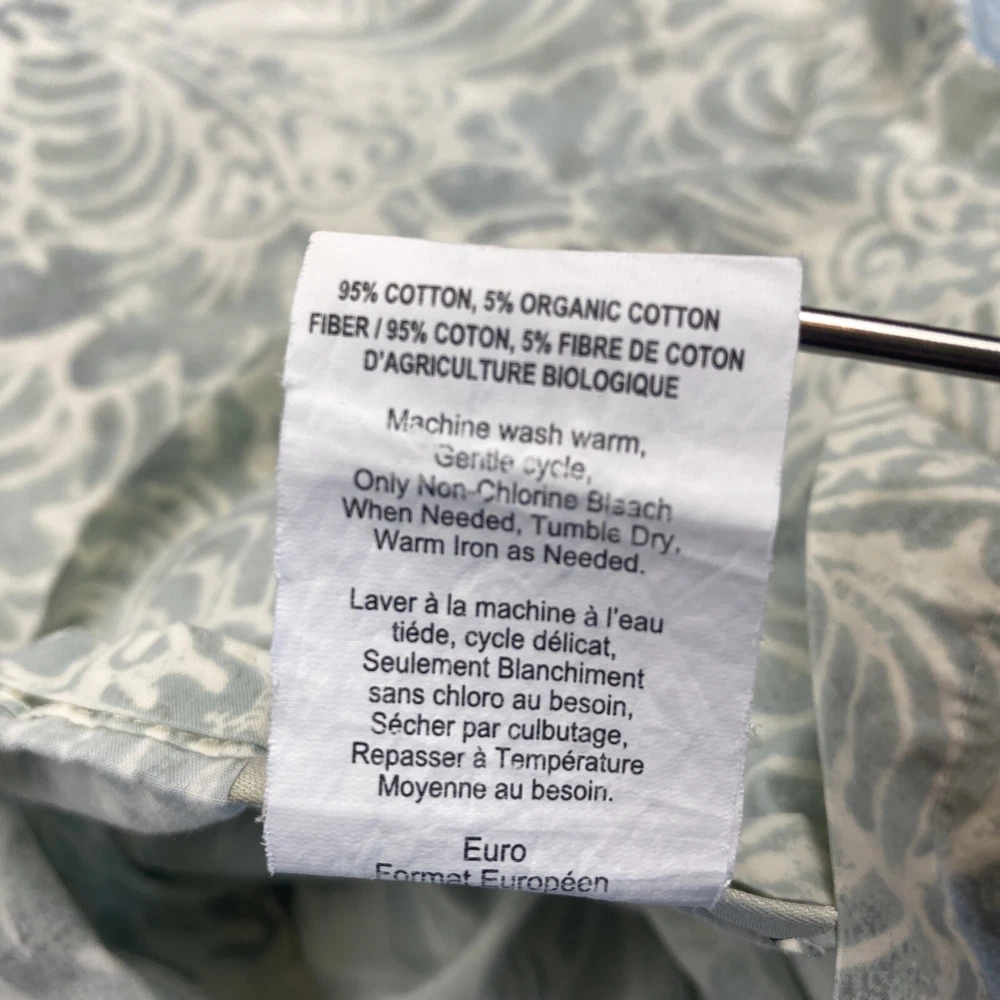 95% COTTON, 5% ORGANIC COTTON
FIBER / 95% COTON, 5% FIBRE DE COTON
D'AGRICULTURE BIOLOGIQUE
Machine wash warm,
Gentle cycle,
Only Non-Chlorine Bleach
When Needed, Tumble Dry,
Warm Iron as Needed.
Laver à la machine à l'eau
tiéde, cycle délicat,
Seulement Blanchiment
sans chloro au besoin,
Sécher par culbutage,
Repasser à Température
Moyenne au besoin.
Euro
Format Européen